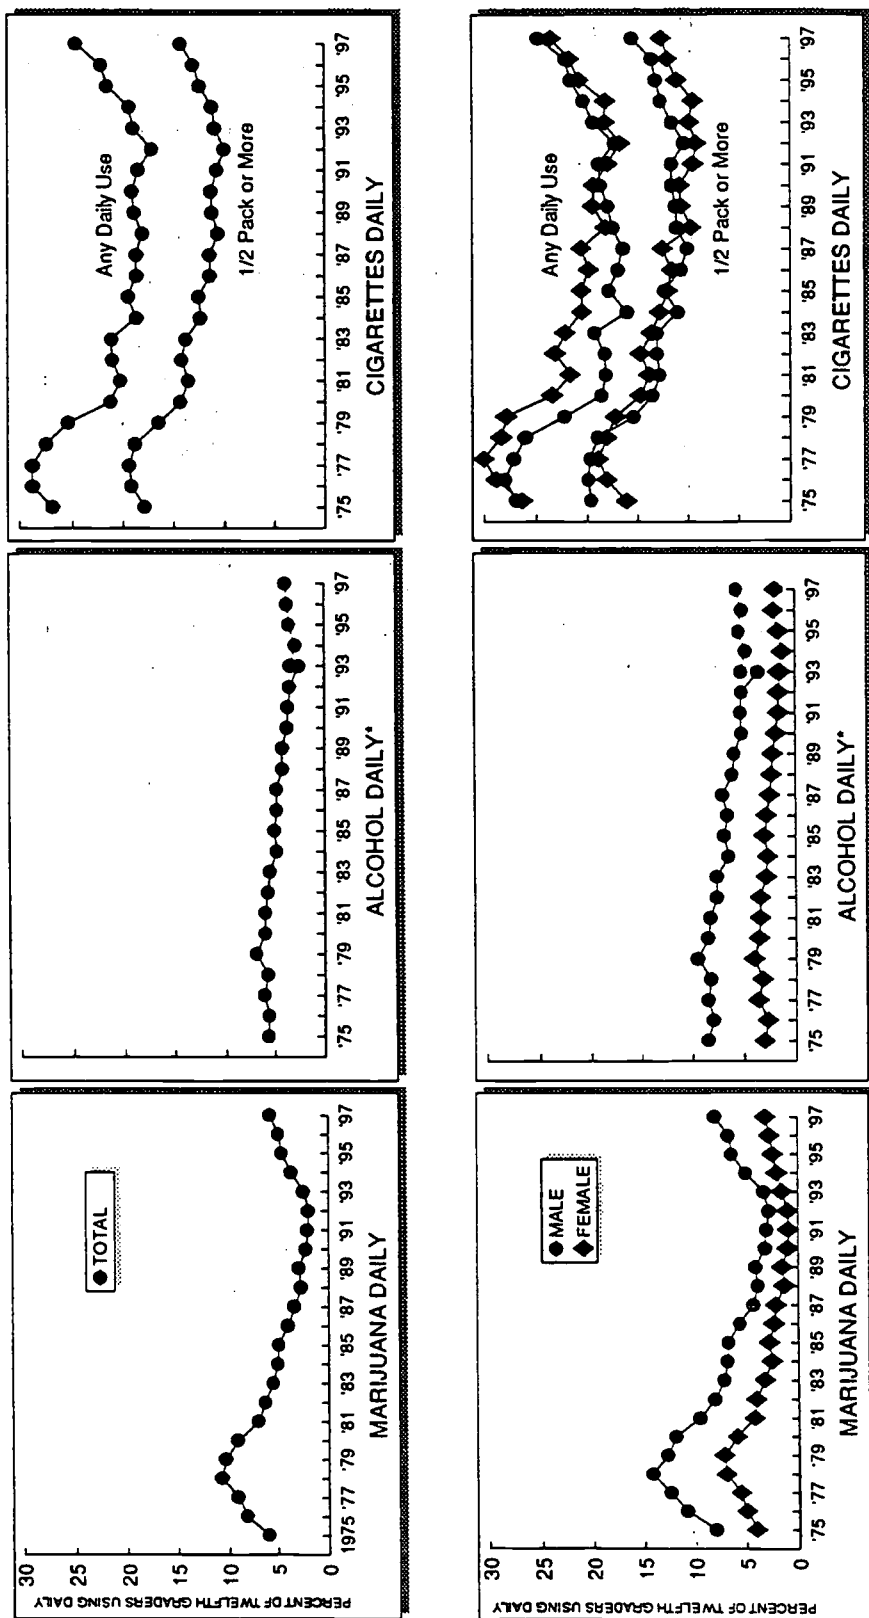 PERCENT OF TWELFTH GRADERS USING DAILY
30
25
20
15
10
5
0
TOTAL
1975 '77 '79 '81 '83 '85 '87 '89 '91 '93 '95 '97
MARIJUANA DAILY
'75 '77 '79 '81 '83 '85 '87 '89 '91 '93 '95 '97
ALCOHOL DAILY*
Any Daily Use
1/2 Pack or More
'75 '77 '79 '81 '83 '85 '87 '89 '91 '93 '95 '97
CIGARETTES DAILY
PERCENT OF TWELFTH GRADERS USING DAILY
30
25
20
15
10
5
0
MALE
FEMALE
'75 '77 '79 '81 '83 '85 '87 '89 '91 '93 '95 '97
MARIJUANA DAILY
'75 '77 '79 '81 '83 '85 '87 '89 '91 '93 '95 '97
ALCOHOL DAILY*
Any Daily Use
1/2 Pack or More
'75 '77 '79 '81 '83 '85 '87 '89 '91 '93 '95 '97
CIGARETTES DAILY